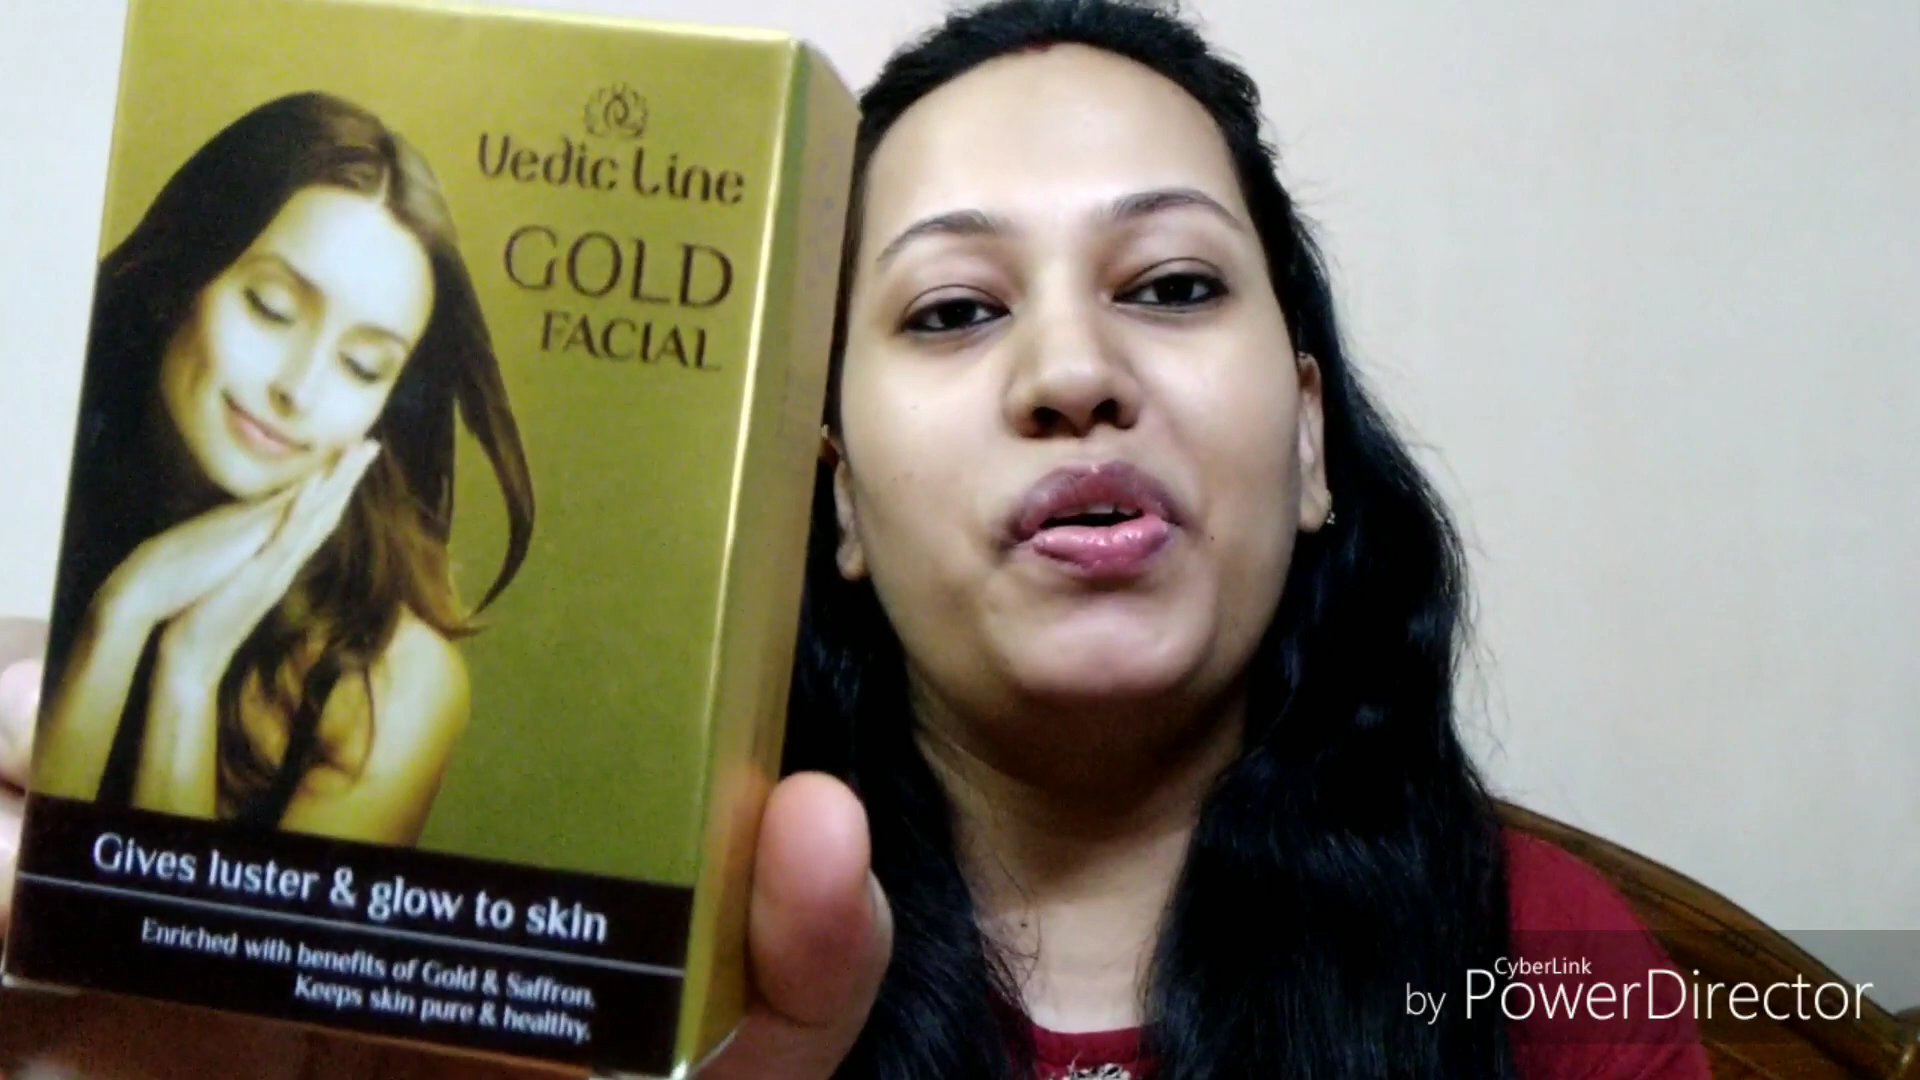 Vedic Line
GOLD
FACIAL
Gives luster & glow to skin
Enriched with benefits of Gold & Saffron.
Keeps skin pure & healthy.
CyberLink
by PowerDirector